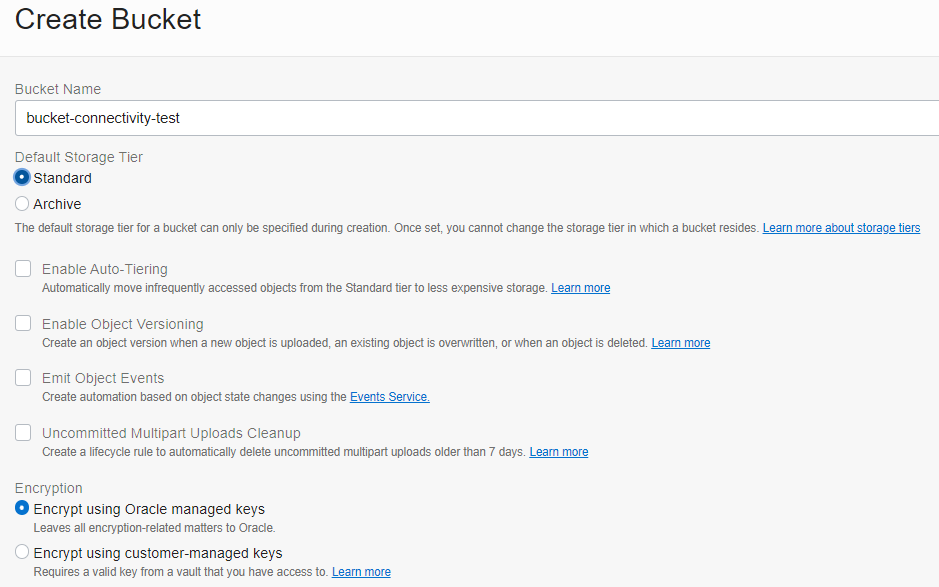 Create Bucket
Bucket Name
bucket-connectivity-test
Default Storage Tier
Standard
Archive
The default storage tier for a bucket can only be specified during creation. Once set, you cannot change the storage tier in which a bucket resides. Learn more about storage tiers
Enable Auto-Tiering
Automatically move infrequently accessed objects from the Standard tier to less expensive storage. Learn more
Enable Object Versioning
Create an object version when a new object is uploaded, an existing object is overwritten, or when an object is deleted. Learn more
Emit Object Events
Create automation based on object state changes using the Events Service.
Uncommitted Multipart Uploads Cleanup
Create a lifecycle rule to automatically delete uncommitted multipart uploads older than 7 days. Learn more
Encryption
Encrypt using Oracle managed keys
Leaves all encryption-related matters to Oracle.
Encrypt using customer-managed keys
Requires a valid key from a vault that you have access to. Learn more